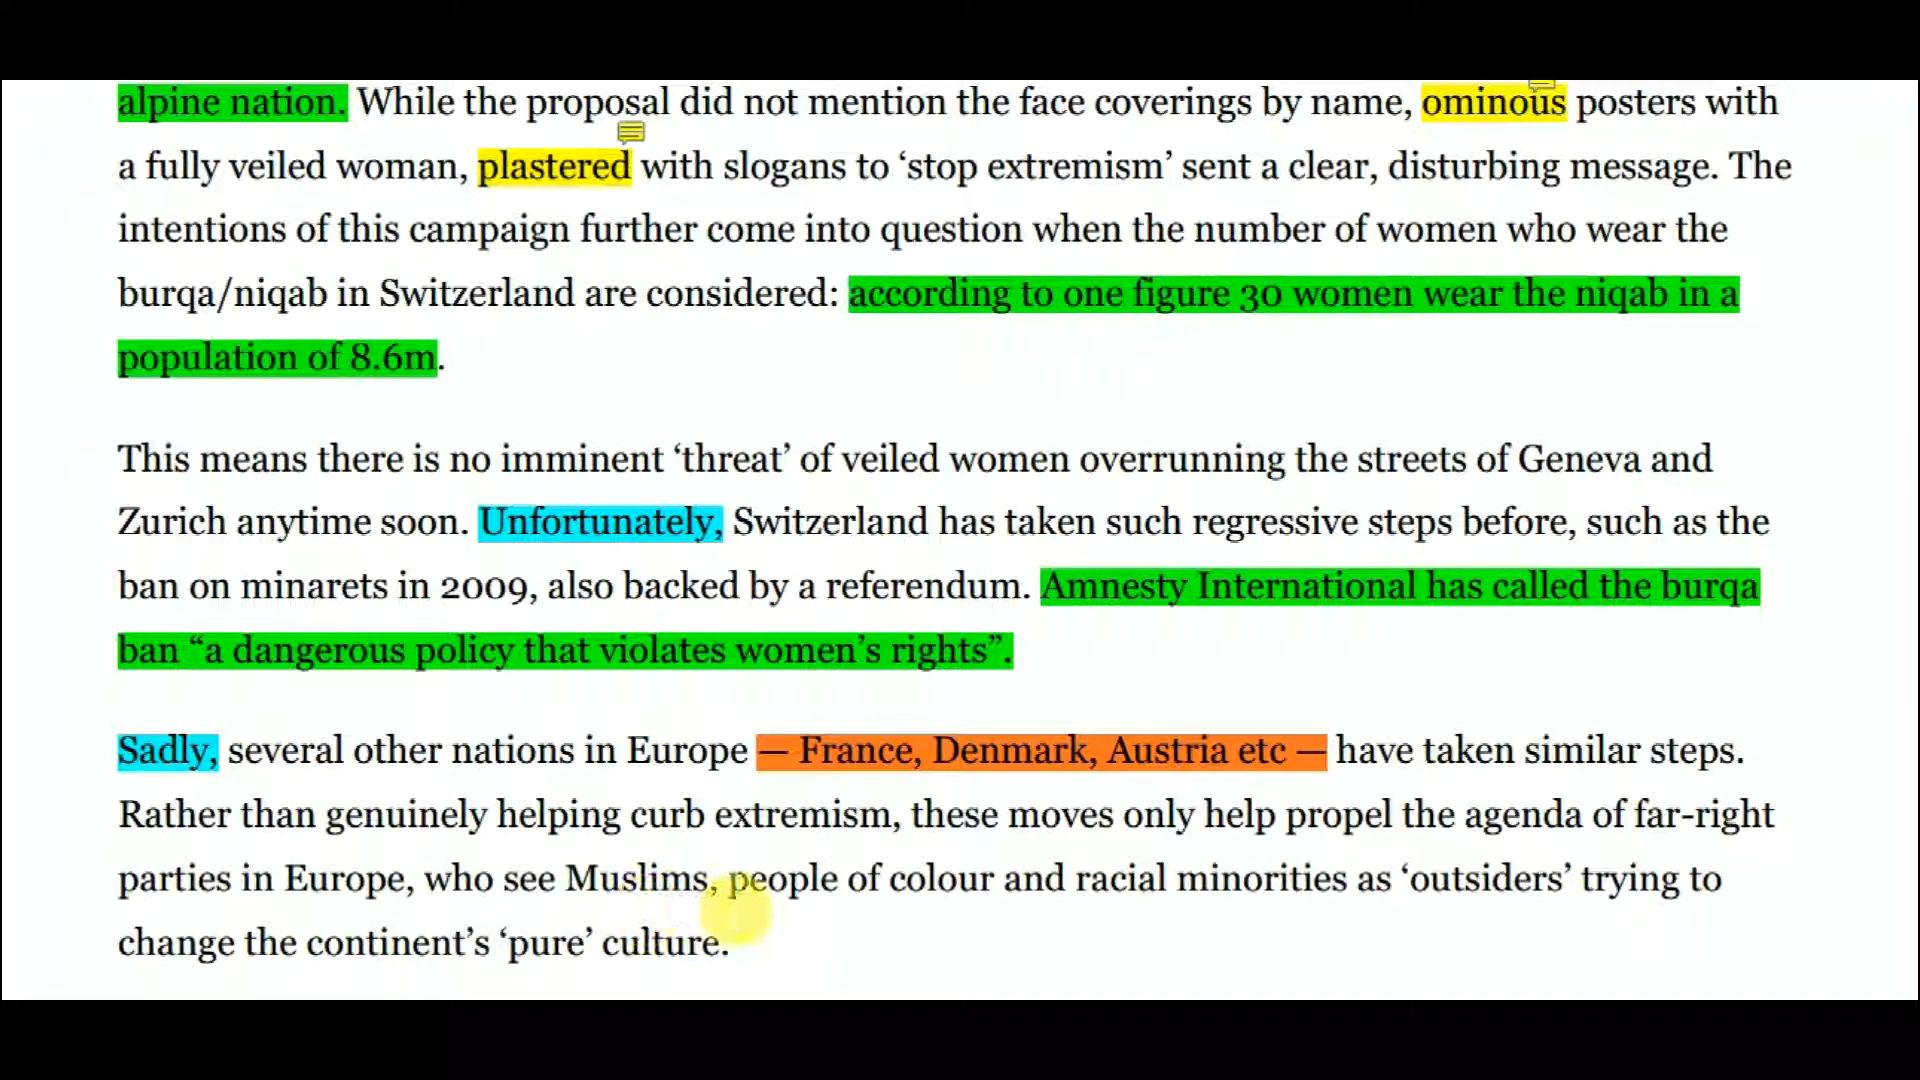 alpine nation. While the proposal did not mention the face coverings by name, ominous posters with
a fully veiled woman, plastered with slogans to ‘stop extremism’ sent a clear, disturbing message. The
intentions of this campaign further come into question when the number of women who wear the
burqa/niqab in Switzerland are considered: according to one figure 30 women wear the niqab in a
population of 8.6m.
This means there is no imminent ‘threat’ of veiled women overrunning the streets of Geneva and
Zurich anytime soon. Unfortunately, Switzerland has taken such regressive steps before, such as the
ban on minarets in 2009, also backed by a referendum. Amnesty International has called the burqa
ban “a dangerous policy that violates women’s rights”.
Sadly, several other nations in Europe — France, Denmark, Austria etc — have taken similar steps.
Rather than genuinely helping curb extremism, these moves only help propel the agenda of far-right
parties in Europe, who see Muslims, people of colour and racial minorities as ‘outsiders’ trying to
change the continent’s ‘pure’ culture.